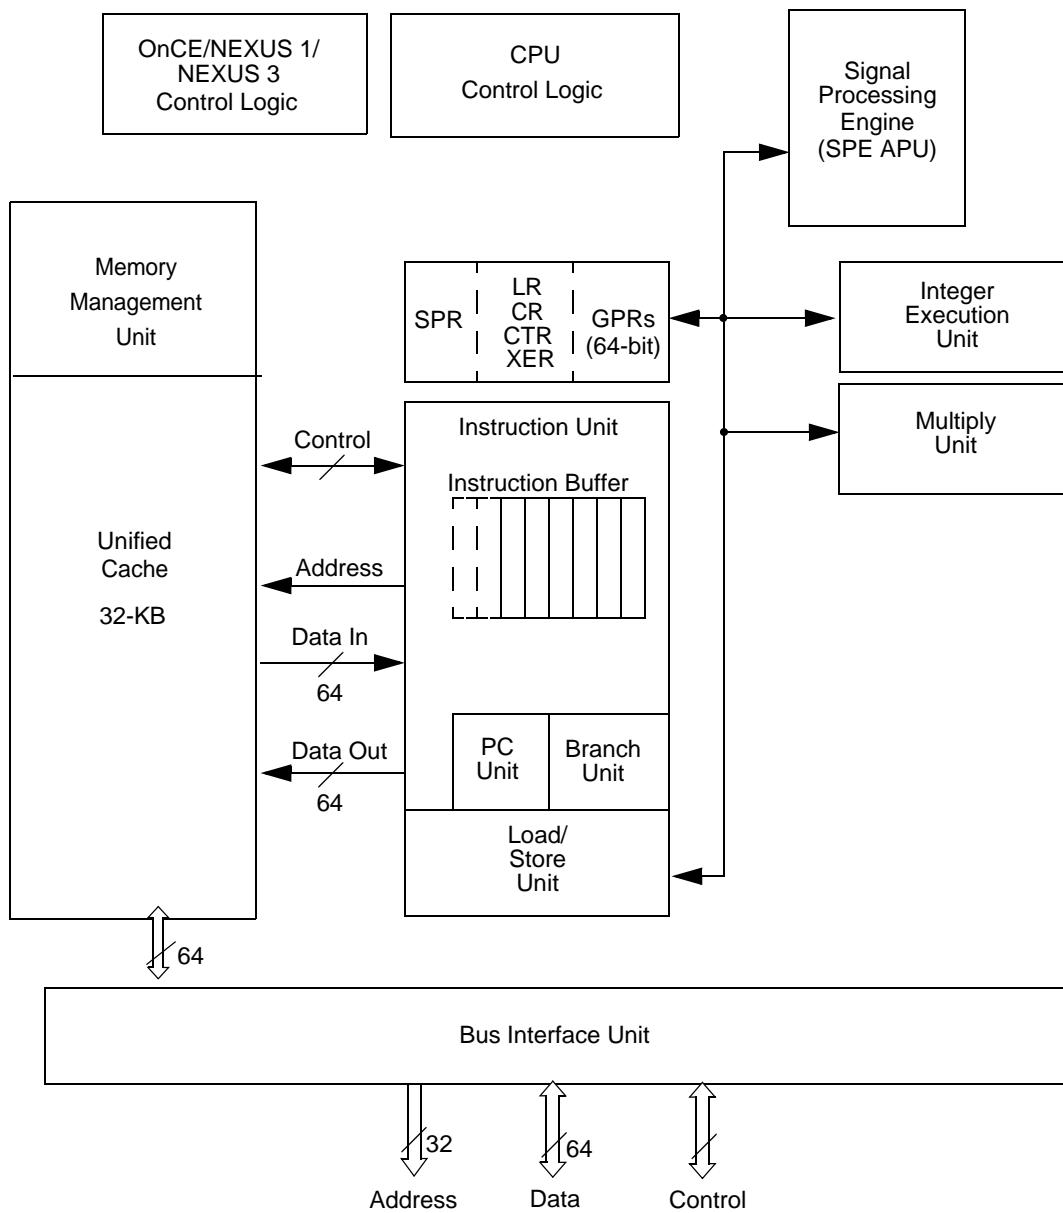 OnCE/NEXUS 1/
NEXUS 3
Control Logic
CPU
Control Logic
Signal
Processing
Engine
(SPE APU)
Memory
Management
Unit
SPR
LR
CR
CTR
XER
GPRs
(64-bit)
Integer
Execution
Unit
Multiply
Unit
Control
Instruction Unit
Instruction Buffer
Unified
Cache
32-KB
Address
Data In
64
Data Out
64
PC
Unit
Branch
Unit
Load/
Store
Unit
64
Bus Interface Unit
32
64
Address
Data
Control